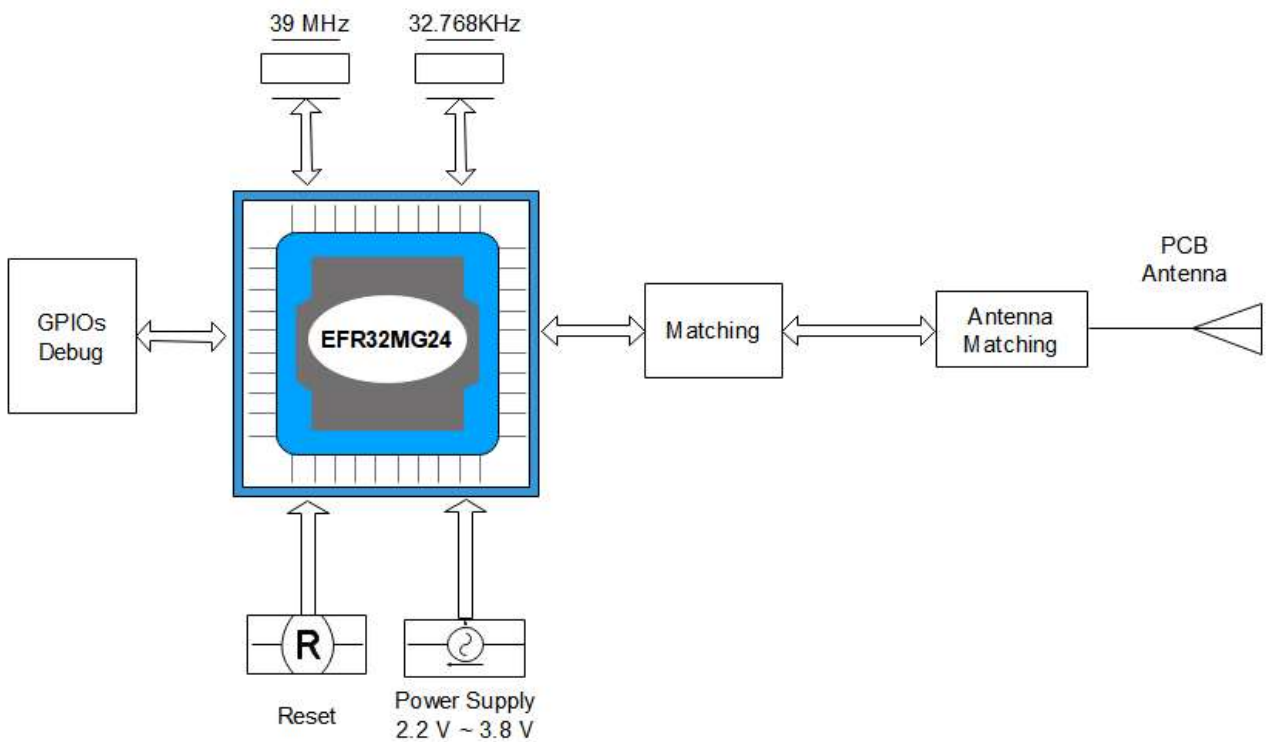 39 MHz
32.768KHz
PCB
Antenna
GPIOs
Debug
EFR32MG24
Matching
Antenna
Matching
R
Reset
Power Supply
2.2 V ~ 3.8 V